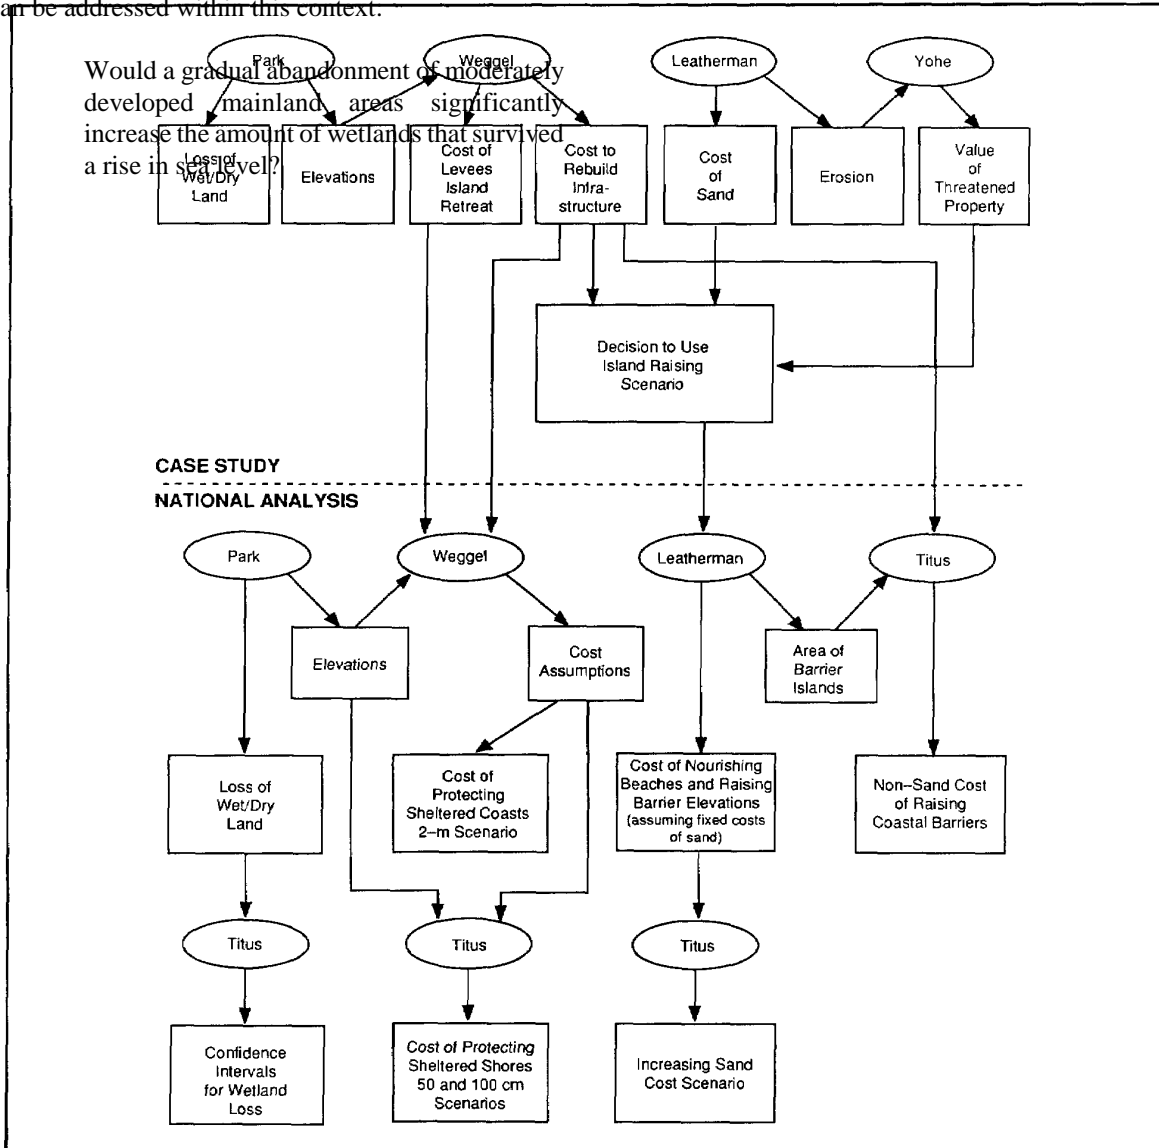 an be addressed within this context:
Would a gradual abandonment of moderately
developed mainland areas significantly
increase the amount of wetlands that survived
a rise in sea level?
Park
Weggel
Leatherman
Yohe
Loss of
Wet/Dry
Land
Elevations
Cost of
Levees
Island
Retreat
Cost to
Rebuild
Infra-
structure
Cost
of
Sand
Erosion
Value
of
Threatened
Property
Decision to Use
Island Raising
Scenario
CASE STUDY
NATIONAL ANALYSIS
Park
Weggel
Leatherman
Titus
Elevations
Cost
Assumptions
Area of
Barrier
Islands
Loss of
Wet/Dry
Land
Cost of
Protecting
Sheltered Coasts
2–m Scenario
Cost of Nourishing
Beaches and Raising
Barrier Elevations
(assuming fixed costs
of sand)
Non–Sand Cost
of Raising
Coastal Barriers
Titus
Titus
Titus
Confidence
Intervals
for Wetland
Loss
Cost of Protecting
Sheltered Shores
50 and 100 cm
Scenarios
Increasing Sand
Cost Scenario